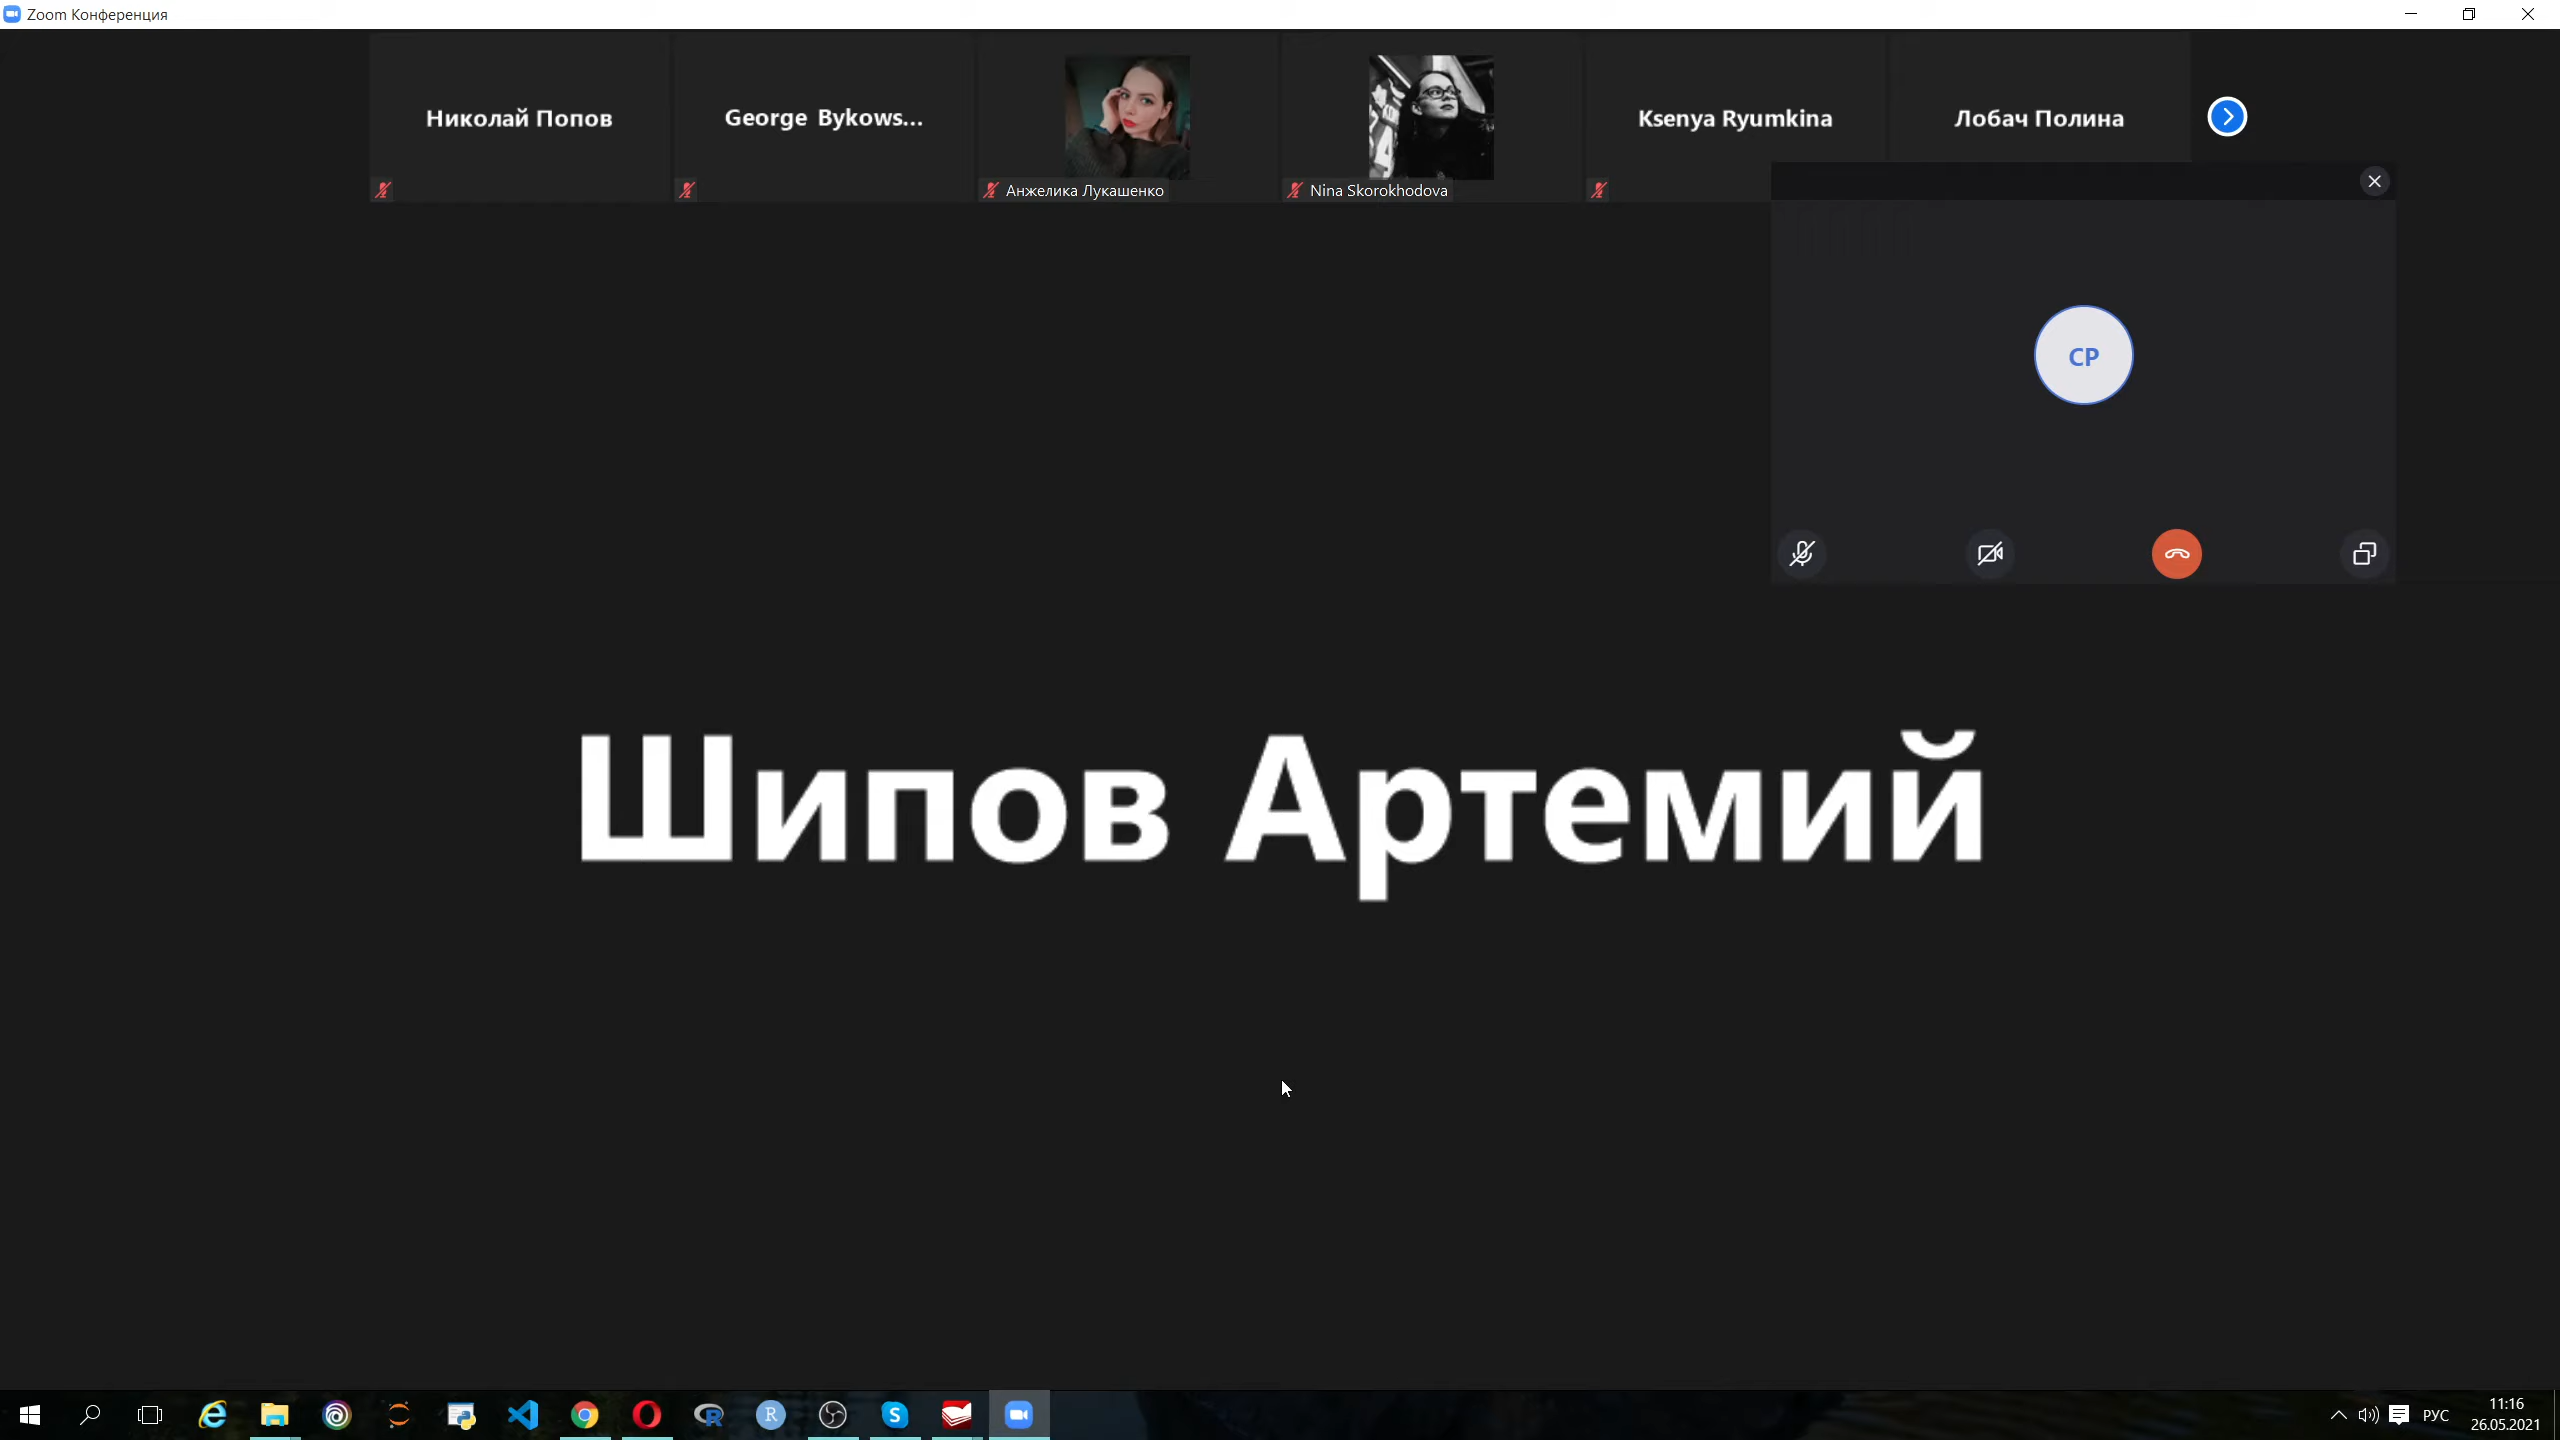 Zoom Конференция
Николай Попов
George Bykows...
Анжелика Лукашенко
Nina Skorokhodova
Ksenya Ryumkina
Лобач Полина
CP
Шипов Артемий
РУС
11:16
26.05.2021